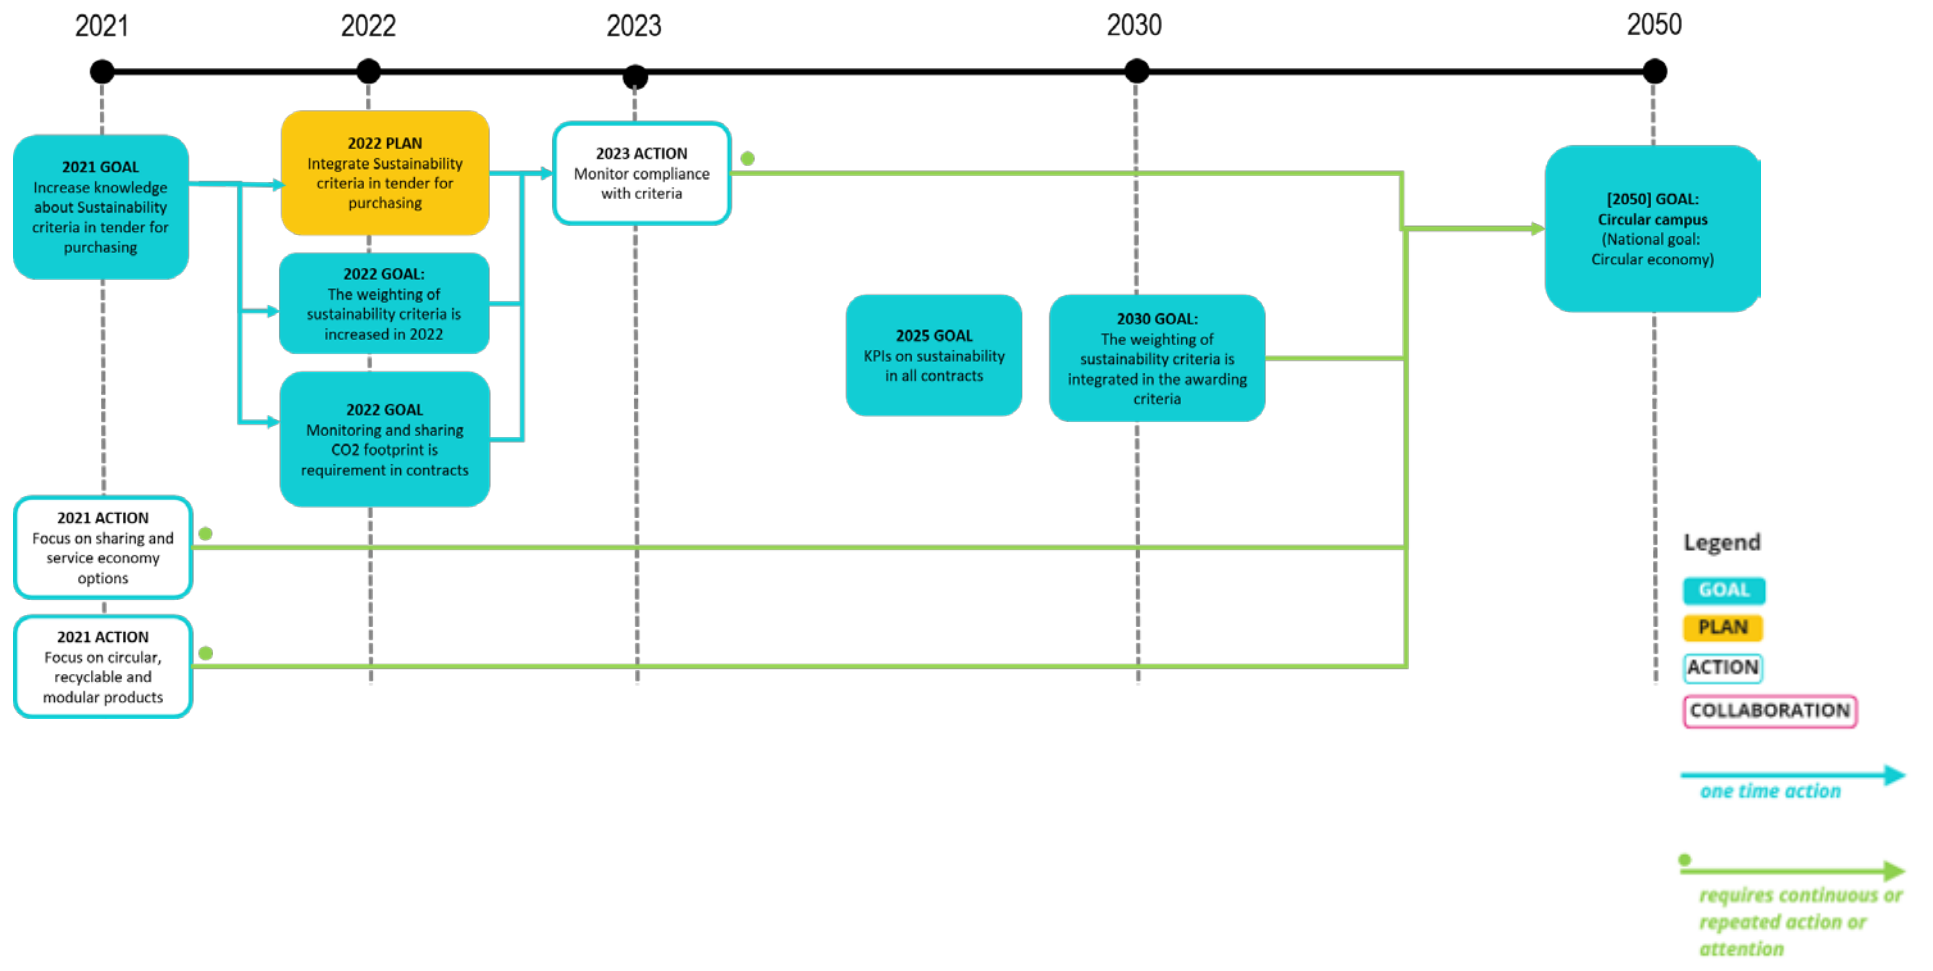 2021
2022
2023
2030
2050
2021 GOAL
Increase knowledge
about Sustainability
criteria in tender for
purchasing
2022 PLAN
Integrate Sustainability
criteria in tender for
purchasing
2022 GOAL:
The weighting of
sustainability criteria is
increased in 2022
2022 GOAL
Monitoring and sharing
CO2 footprint is
requirement in contracts
2023 ACTION
Monitor compliance
with criteria
2025 GOAL
KPIs on sustainability
in all contracts
2030 GOAL:
The weighting of
sustainability criteria is
integrated in the awarding
criteria
[2050] GOAL:
Circular campus
(National goal:
Circular economy)
2021 ACTION
Focus on sharing and
service economy
options
2021 ACTION
Focus on circular,
recyclable and
modular products
Legend
GOAL
PLAN
ACTION
COLLABORATION
one time action
requires continuous or
repeated action or
attention